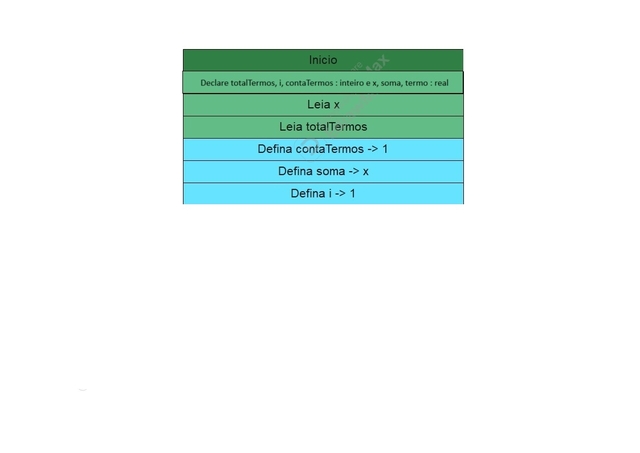 Inicio
Declare totalTermos, i, contaTermos : inteiro e x, soma, termo : real
Leia x
Leia totalTermos
Defina contaTermos -> 1
Defina soma -> x
Defina i -> 1